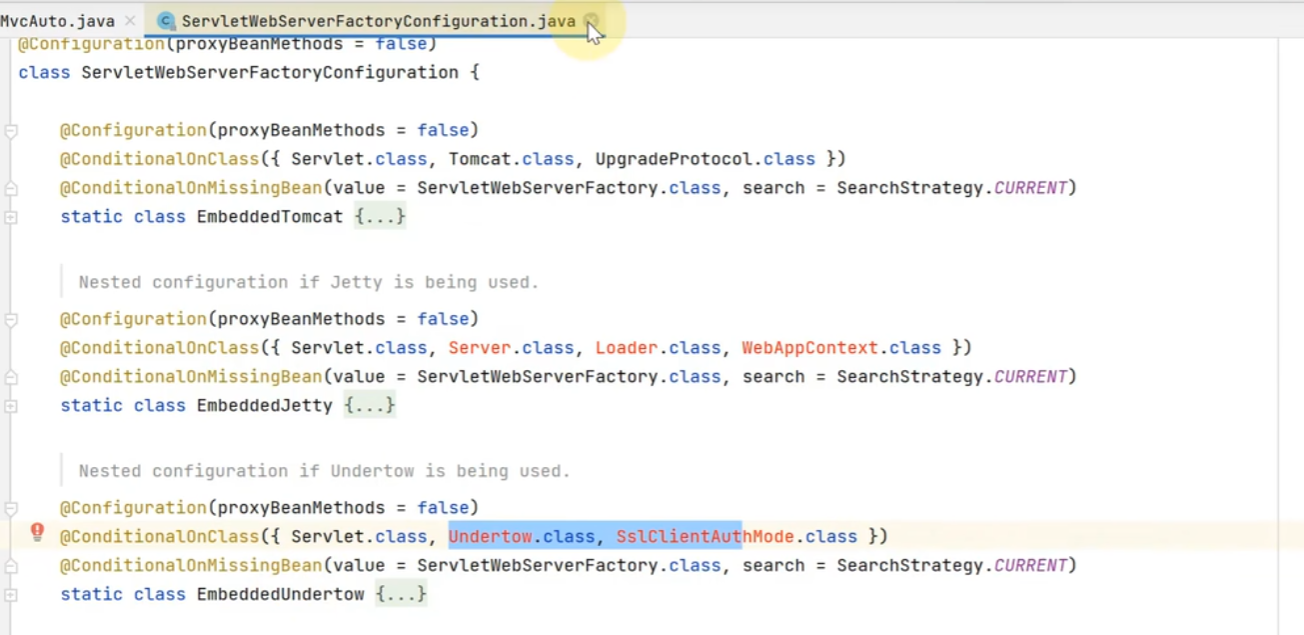 MvcAuto.java
ServletWebServerFactoryConfiguration.java
@Configuration(proxyBeanMethods = false)
class ServletWebServerFactoryConfiguration {
@Configuration(proxyBeanMethods = false)
@ConditionalOnClass({ Servlet.class, Tomcat.class, UpgradeProtocol.class })
@ConditionalOnMissingBean(value = ServletWebServerFactory.class, search = SearchStrategy.CURRENT)
static class EmbeddedTomcat {...}
Nested configuration if Jetty is being used.
@Configuration(proxyBeanMethods = false)
@ConditionalOnClass({ Servlet.class, Server.class, Loader.class, WebAppContext.class })
@ConditionalOnMissingBean(value = ServletWebServerFactory.class, search = SearchStrategy.CURRENT)
static class EmbeddedJetty {...}
Nested configuration if Undertow is being used.
@Configuration(proxyBeanMethods = false)
@ConditionalOnClass({ Servlet.class, Undertow.class, SslClientAuthMode.class })
@ConditionalOnMissingBean(value = ServletWebServerFactory.class, search = SearchStrategy.CURRENT)
static class EmbeddedUndertow {...}